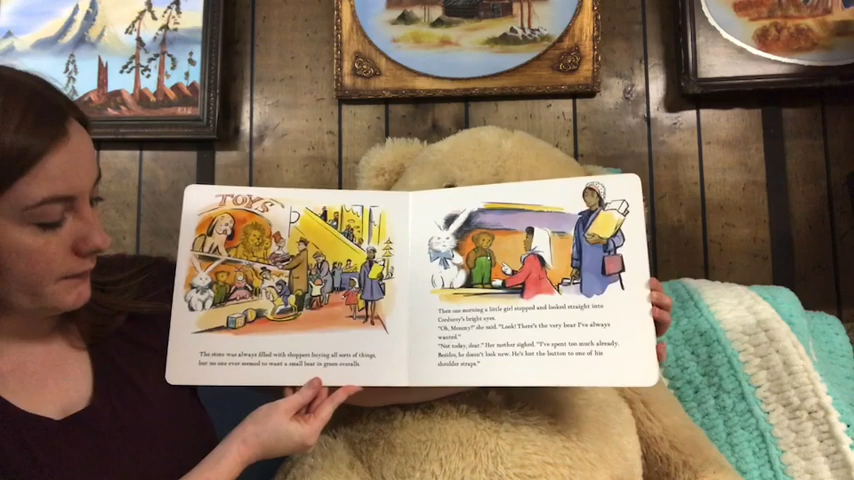 TOYS
The store was always filled with shoppers buying all sorts of things,
but no one ever seemed to want a small bear in green overalls.
Then one morning a little girl stopped and looked straight into
Corduroy's bright eyes.
"Oh, Mommy!" she said. "Look! There's the very bear I've always
wanted."
"Not today, dear." Her mother sighed. "I've spent too much already.
Besides, he doesn't look new. He's lost the button to one of his
shoulder straps."